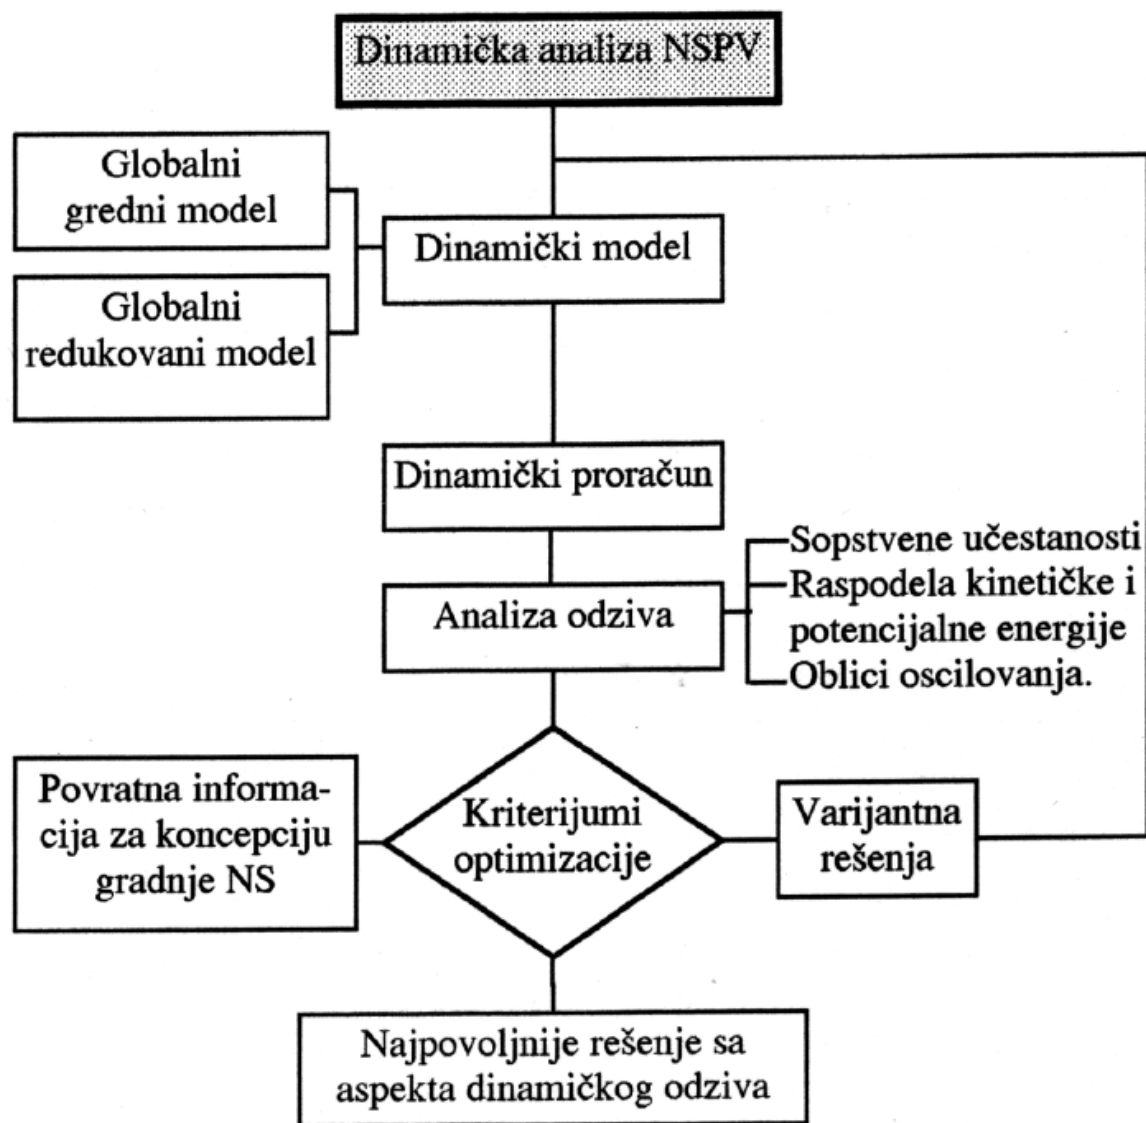 Dinamička analiza NSPV
Globalni
gredni model
Dinamički model
Globalni
redukovani model
Dinamički proračun
Analiza odziva
Sopstvene učestanosti
Raspodela kinetičke i
potencijalne energije
Oblici oscilovanja.
Povratna informa-
cija za koncepciju
gradnje NS
Kriterijumi
optimizacije
Varijantna
rešenja
Najpovoljnije rešenje sa
aspekta dinamičkog odziva